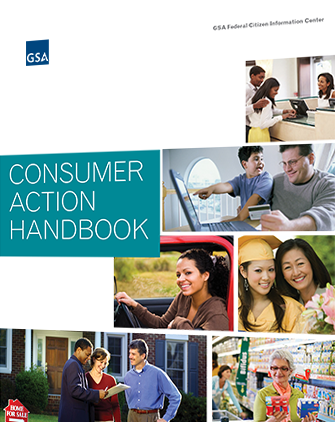 GSA Federal Citizen Information Center
GSA
CONSUMER
ACTION
HANDBOOK
HOME
FOR SALE